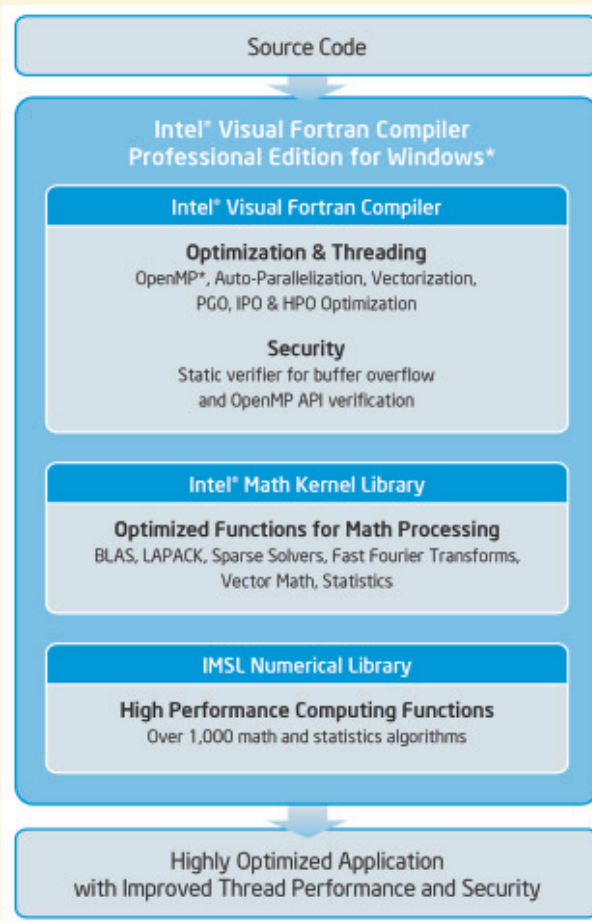 Source Code
Intel® Visual Fortran Compiler
Professional Edition for Windows*
Intel® Visual Fortran Compiler
Optimization & Threading
OpenMP*, Auto-Parallelization, Vectorization,
PGO, IPO & HPO Optimization
Security
Static verifier for buffer overflow
and OpenMP API verification
Intel® Math Kernel Library
Optimized Functions for Math Processing
BLAS, LAPACK, Sparse Solvers, Fast Fourier Transforms,
Vector Math, Statistics
IMSL Numerical Library
High Performance Computing Functions
Over 1,000 math and statistics algorithms
Highly Optimized Application
with Improved Thread Performance and Security